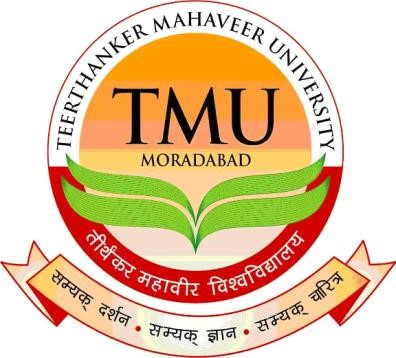 TEERTHANKER MAHAVEER UNIVERSITY
TMU
MORADABAD
तीर्थंकर महावीर विश्वविद्यालय
सम्यक् दर्शन • सम्यक् ज्ञान • सम्यक् चारित्र